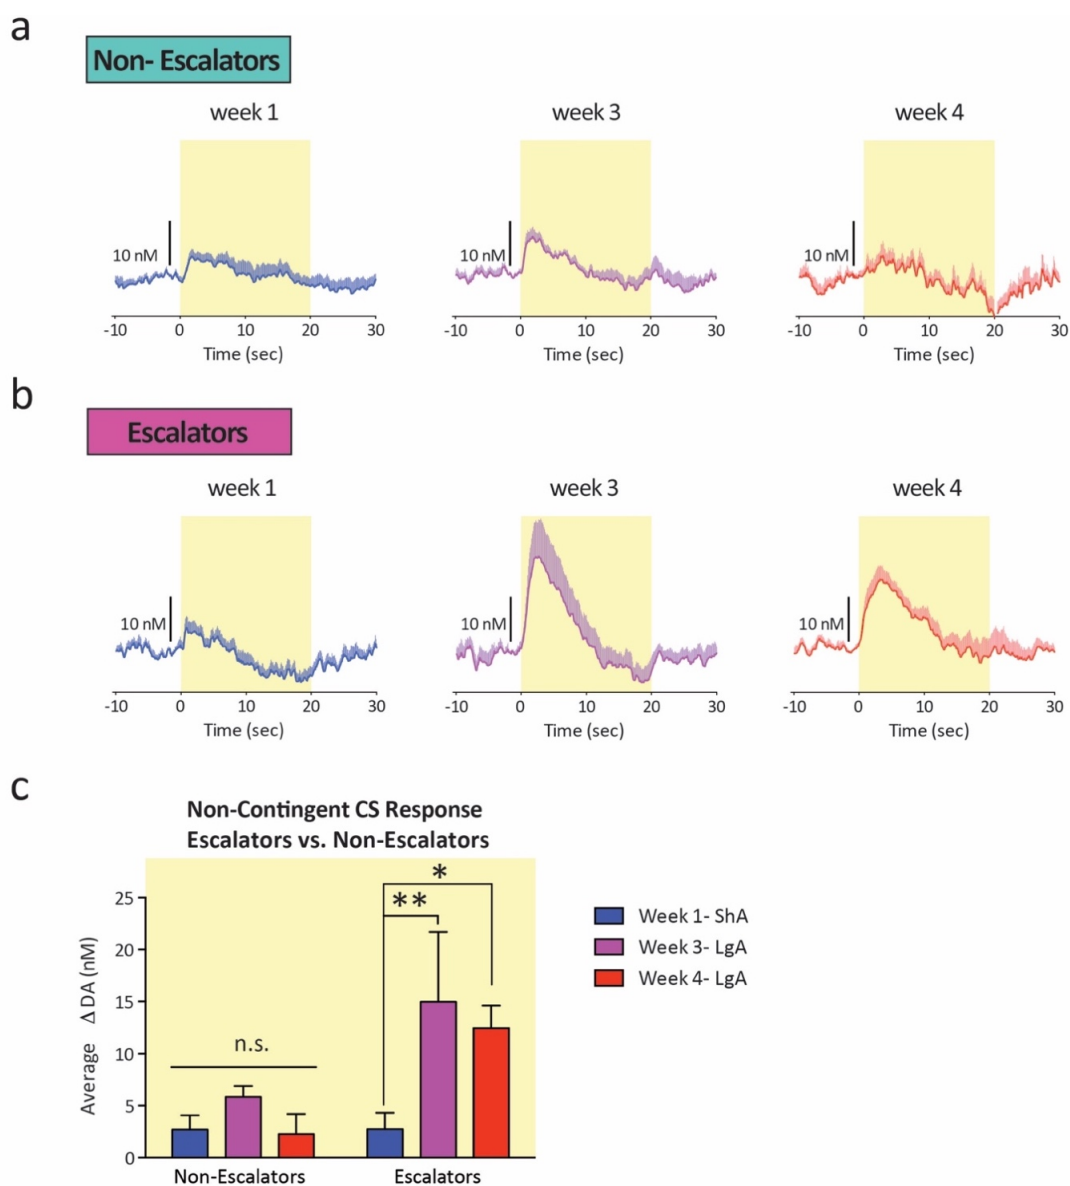 a
Non- Escalators
week 1
week 3
week 4
10 nM
10 nM
10 nM
-10 0 10 20 30
-10 0 10 20 30
-10 0 10 20 30
Time (sec)
Time (sec)
Time (sec)
b
Escalators
week 1
week 3
week 4
10 nM
10 nM
10 nM
-10 0 10 20 30
-10 0 10 20 30
-10 0 10 20 30
Time (sec)
Time (sec)
Time (sec)
c
Non-Contingent CS Response
Escalators vs. Non-Escalators
Average Δ DA (nM)
25
20
15
10
5
0
n.s.
**
*
Non-Escalators
Escalators
Week 1- ShA
Week 3- LgA
Week 4- LgA